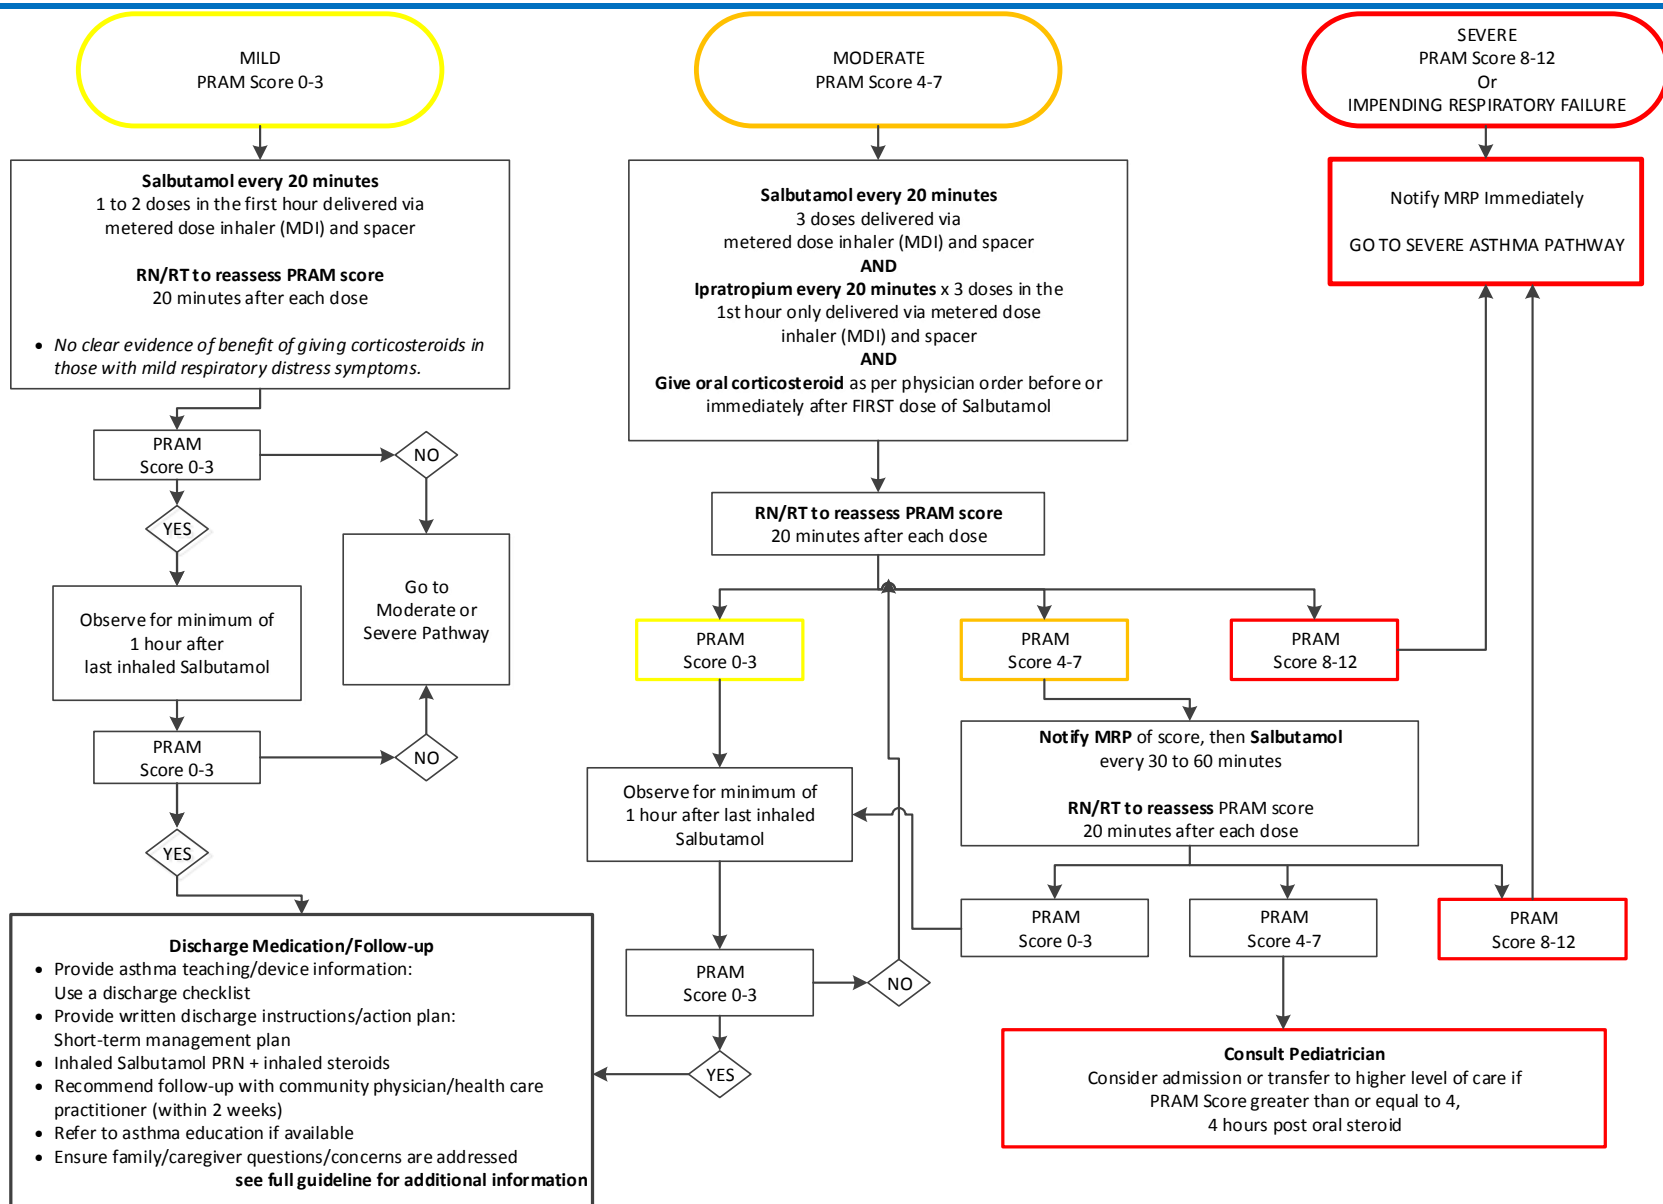 MILD
PRAM Score 0-3
Salbutamol every 20 minutes
1 to 2 doses in the first hour delivered via
metered dose inhaler (MDI) and spacer
RN/RT to reassess PRAM score
20 minutes after each dose
• No clear evidence of benefit of giving corticosteroids in
those with mild respiratory distress symptoms.
PRAM
Score 0-3
NO
YES
Observe for minimum of
1 hour after
last inhaled Salbutamol
Go to
Moderate or
Severe Pathway
PRAM
Score 0-3
NO
YES
Discharge Medication/Follow-up
• Provide asthma teaching/device information:
Use a discharge checklist
• Provide written discharge instructions/action plan:
Short-term management plan
• Inhaled Salbutamol PRN + inhaled steroids
• Recommend follow-up with community physician/health care
practitioner (within 2 weeks)
• Refer to asthma education if available
• Ensure family/caregiver questions/concerns are addressed
see full guideline for additional information
MODERATE
PRAM Score 4-7
Salbutamol every 20 minutes
3 doses delivered via
metered dose inhaler (MDI) and spacer
AND
Ipratropium every 20 minutes x 3 doses in the
1st hour only delivered via metered dose
inhaler (MDI) and spacer
AND
Give oral corticosteroid as per physician order before or
immediately after FIRST dose of Salbutamol
RN/RT to reassess PRAM score
20 minutes after each dose
PRAM
Score 0-3
PRAM
Score 4-7
PRAM
Score 8-12
Observe for minimum of
1 hour after last inhaled
Salbutamol
Notify MRP of score, then Salbutamol
every 30 to 60 minutes
RN/RT to reassess PRAM score
20 minutes after each dose
PRAM
Score 0-3
PRAM
Score 4-7
PRAM
Score 8-12
PRAM
Score 0-3
NO
YES
Consult Pediatrician
Consider admission or transfer to higher level of care if
PRAM Score greater than or equal to 4,
4 hours post oral steroid
SEVERE
PRAM Score 8-12
Or
IMPENDING RESPIRATORY FAILURE
Notify MRP Immediately
GO TO SEVERE ASTHMA PATHWAY